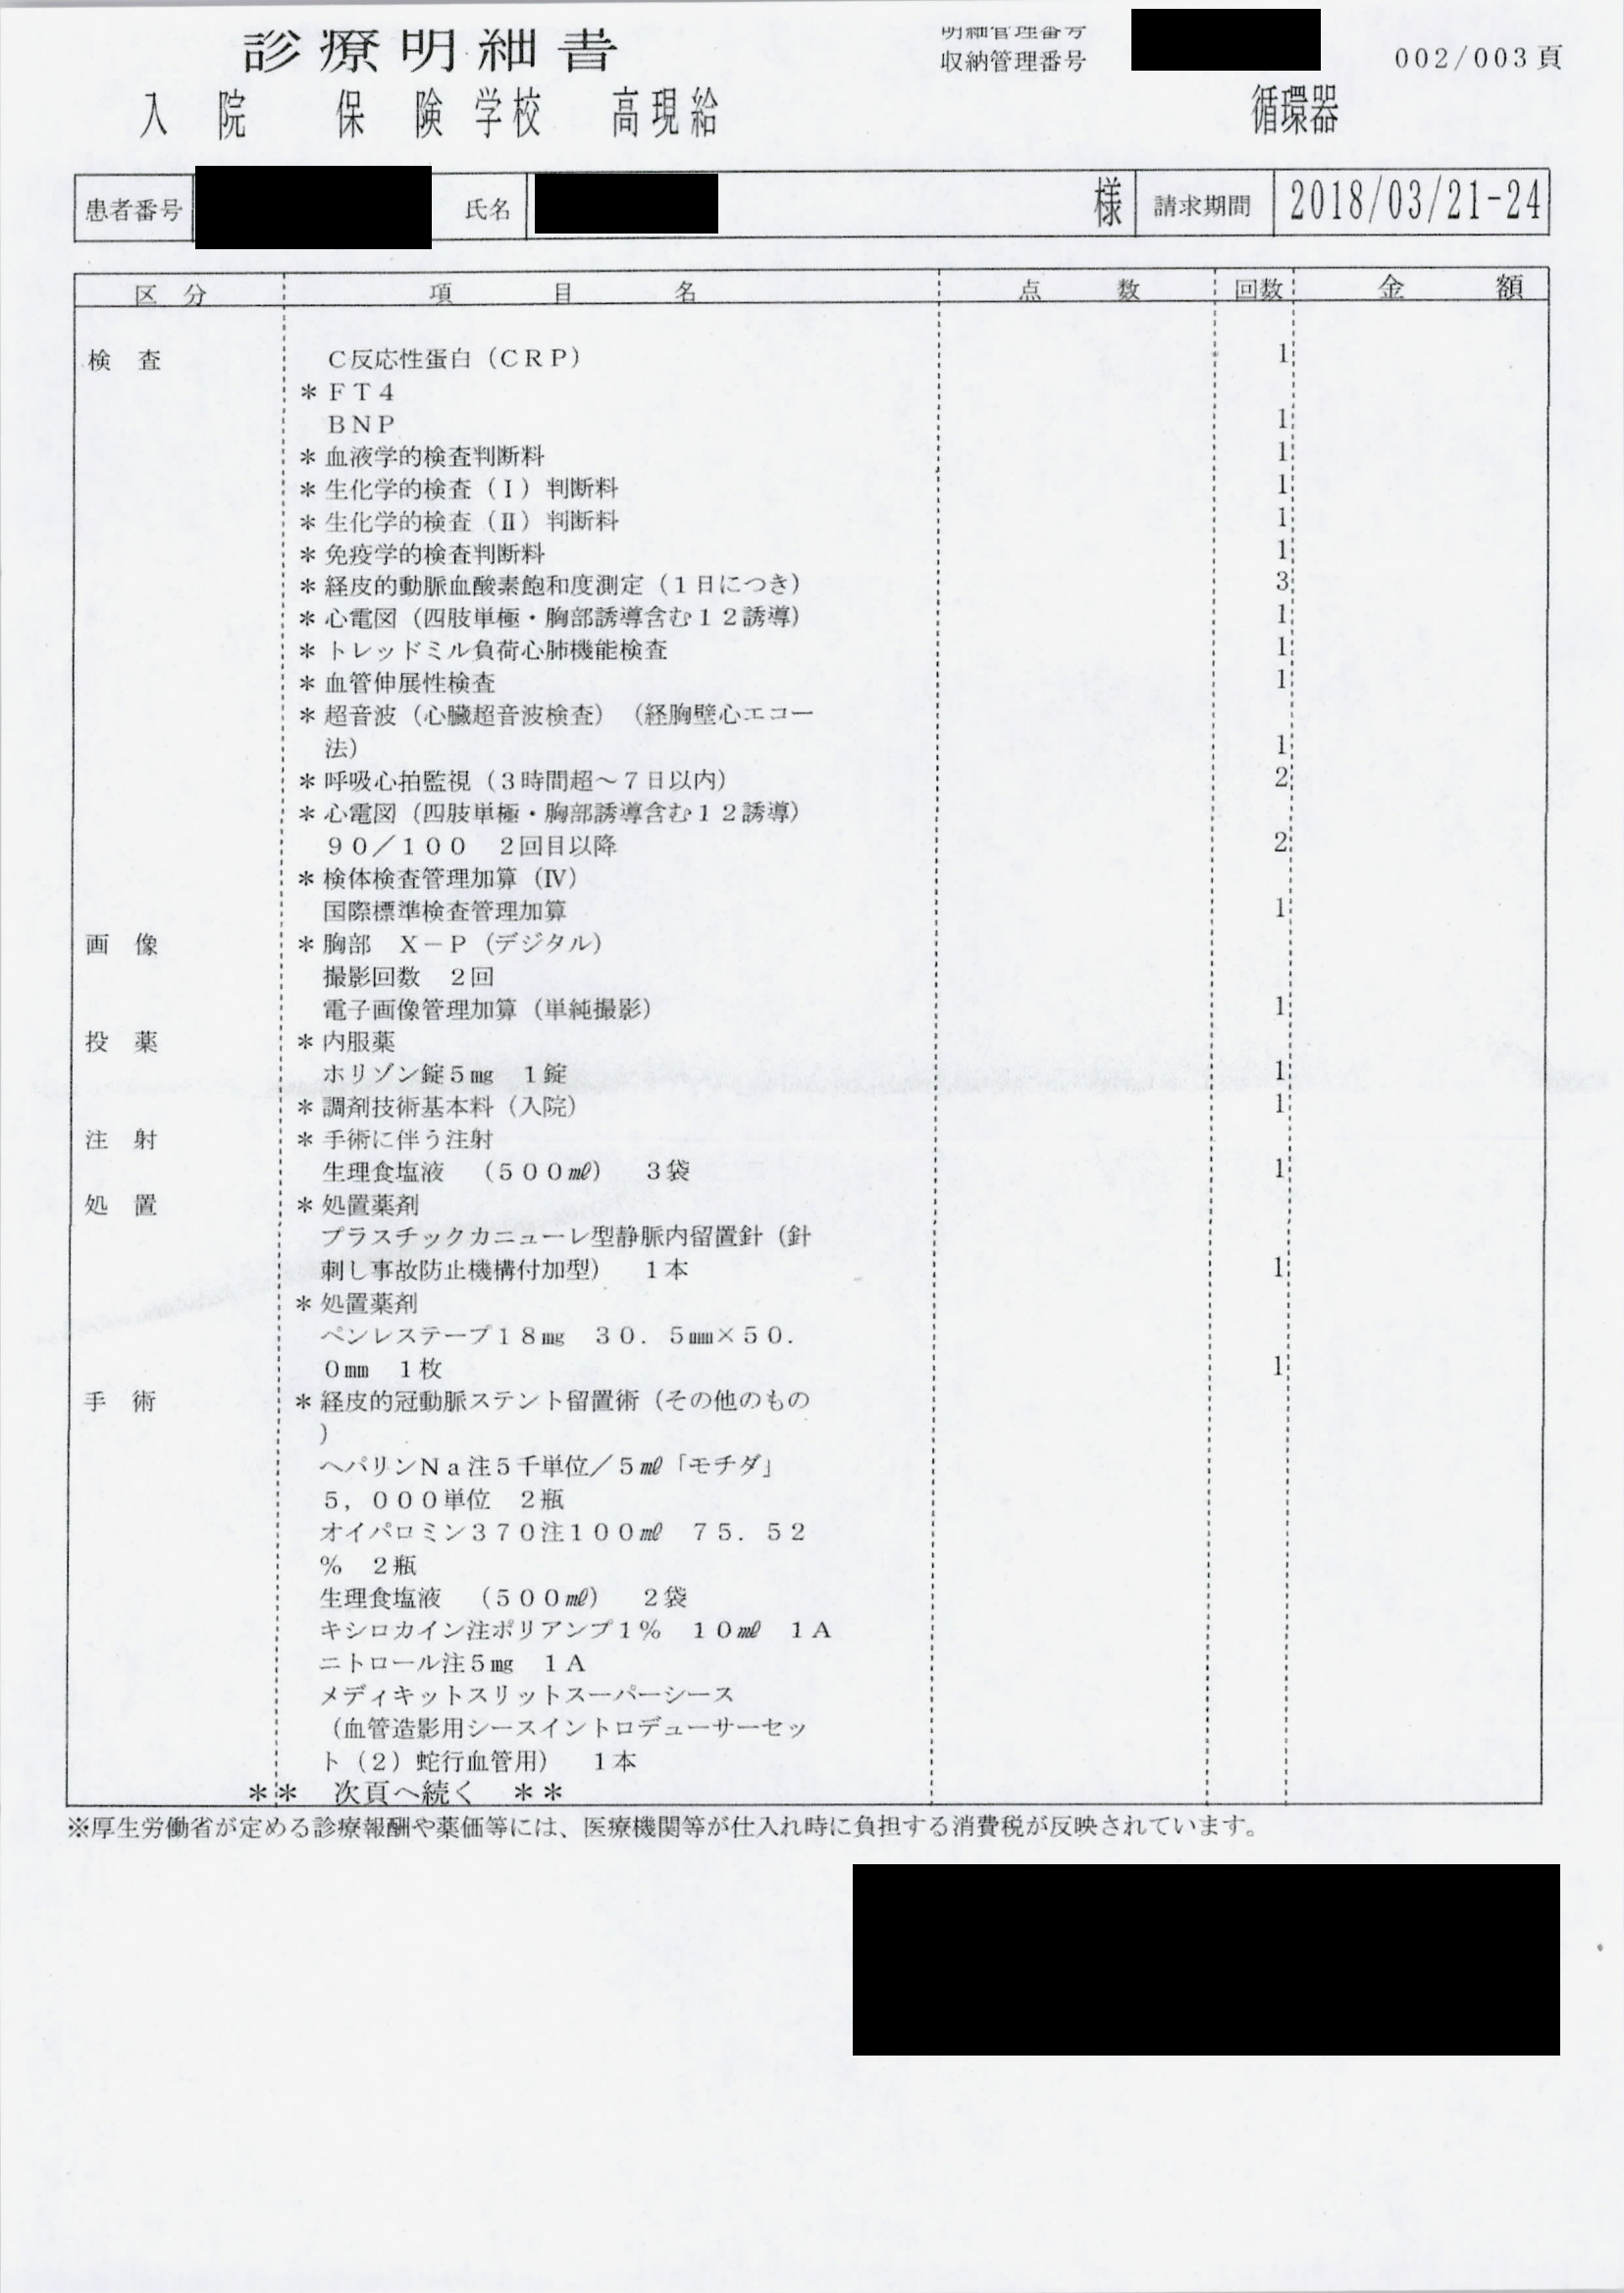 診療明細書
明細管理番号
収納管理番号
002/003頁
入　院　　保　険　学校　高現給
循環器
患者番号
氏名
様
請求期間
2018/03/21-24
区　分
項　目　名
点　数
回数
金　額
検　査　Ｃ反応性蛋白（ＣＲＰ）　1
＊ＦＴ４
ＢＮＰ　1
＊血液学的検査判断料　1
＊生化学的検査（Ⅰ）判断料　1
＊生化学的検査（Ⅱ）判断料　1
＊免疫学的検査判断料　1
＊経皮的動脈血酸素飽和度測定（１日につき）　3
＊心電図（四肢単極・胸部誘導含む１２誘導）　1
＊トレッドミル負荷心肺機能検査　1
＊血管伸展性検査　1
＊超音波（心臓超音波検査）（経胸壁心エコー
法）　1
＊呼吸心拍監視（３時間超～７日以内）　2
＊心電図（四肢単極・胸部誘導含む１２誘導）
９０／１００　２回目以降　2
＊検体検査管理加算（Ⅳ）
国際標準検査管理加算　1
画　像　＊胸部　Ｘ－Ｐ（デジタル）
撮影回数　２回
電子画像管理加算（単純撮影）　1
投　薬　＊内服薬
ホリゾン錠５㎎　１錠　1
＊調剤技術基本料（入院）　1
注　射　＊手術に伴う注射
生理食塩液　（５００㎖）　３袋　1
処　置　＊処置薬剤
プラスチックカニューレ型静脈内留置針（針
刺し事故防止機構付加型）　１本　1
＊処置薬剤
ペンレステープ１８㎎　３０．５㎜×５０．
０㎜　１枚　1
手　術　＊経皮的冠動脈ステント留置術（その他のもの
）
ヘパリンＮａ注５千単位／５㎖「モチダ」
５，０００単位　２瓶
オイパロミン３７０注１００㎖　７５．５２
％　２瓶
生理食塩液　（５００㎖）　２袋
キシロカイン注ポリアンプ１％　１０㎖　１Ａ
ニトロール注５㎎　１Ａ
メディキットスリットスーパーシース
（血管造影用シースイントロデューサーセッ
ト（２）蛇行血管用）　１本
＊＊　次頁へ続く　＊＊
※厚生労働省が定める診療報酬や薬価等には、医療機関等が仕入れ時に負担する消費税が反映されています。